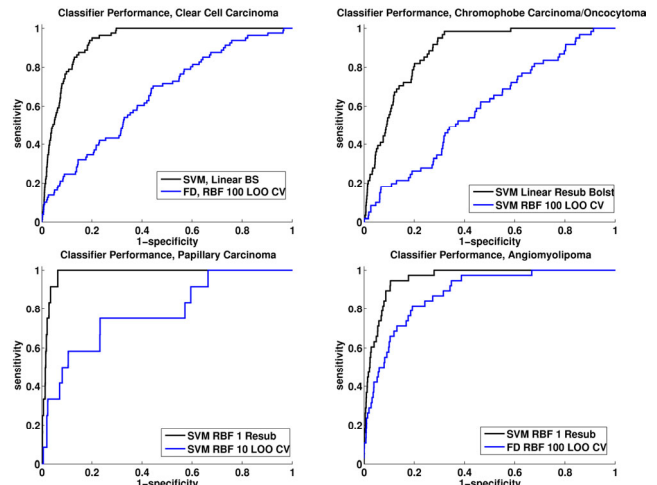 Classifier Performance, Clear Cell Carcinoma
1
0.8
0.6
0.4
0.2
0
0
0.2
0.4
0.6
0.8
1
sensitivity
1-specificity
SVM, Linear BS
FD, RBF 100 LOO CV
Classifier Performance, Chromophobe Carcinoma/Oncocytoma
1
0.8
0.6
0.4
0.2
0
0
0.2
0.4
0.6
0.8
1
sensitivity
1-specificity
SVM Linear Resub Bolst
SVM RBF 100 LOO CV
Classifier Performance, Papillary Carcinoma
1
0.8
0.6
0.4
0.2
0
0
0.2
0.4
0.6
0.8
1
sensitivity
1-specificity
SVM RBF 1 Resub
SVM RBF 10 LOO CV
Classifier Performance, Angiomyolipoma
1
0.8
0.6
0.4
0.2
0
0
0.2
0.4
0.6
0.8
1
sensitivity
1-specificity
SVM RBF 1 Resub
FD RBF 100 LOO CV